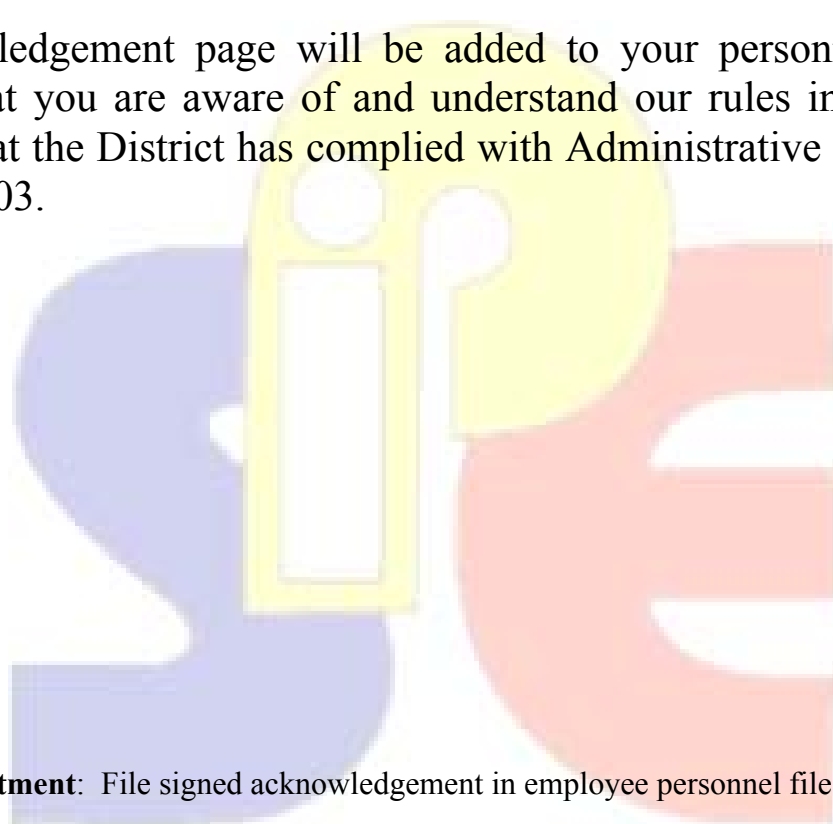 ledgement page will be added to your person
at you are aware of and understand our rules in
at the District has complied with Administrative
03.
tment: File signed acknowledgement in employee personnel file